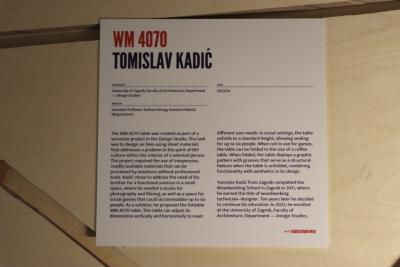 WM 4070
TOMISLAV KADIĆ
University of Zagreb, Faculty of Architecture, Department
— Design Studies
2023/24
Assistant Professor Andrea Hercog, Assistant Nataša
Njegovanović
The WM 4070 table was created as part of a
semester project in the Design Studio. The task
was to design an item using sheet materials
that addressed a problem in the spirit of DIY
culture within the interior of a selected person.
The project required the use of inexpensive,
readily available materials that can be
processed by amateurs without professional
tools. Kadić chose to address the need of his
brother for a functional solution in a small
space, where he needed a studio for
photography and filming, as well as a space for
social games that could accommodate up to six
people. As a solution, he proposed the foldable
WM 4070 table. This table can adjust its
dimensions vertically and horizontally to meet
different user needs. In social settings, the table
unfolds to a standard height, allowing seating
for up to six people. When not in use for games,
the table can be folded to the size of a coffee
table. When folded, the table displays a graphic
pattern with grooves that serve as a structural
feature when the table is unfolded, combining
functionality with aesthetics in its design.
Tomislav Kadić from Zagreb completed the
Woodworking School in Zagreb in 2011, where
he earned the title of woodworking
technician–designer. Ten years later he decided
to continue his education. In 2022, he enrolled
at the University of Zagreb, Faculty of
Architecture, Department — Design Studies.
ZAGREB DESIGN WEEK